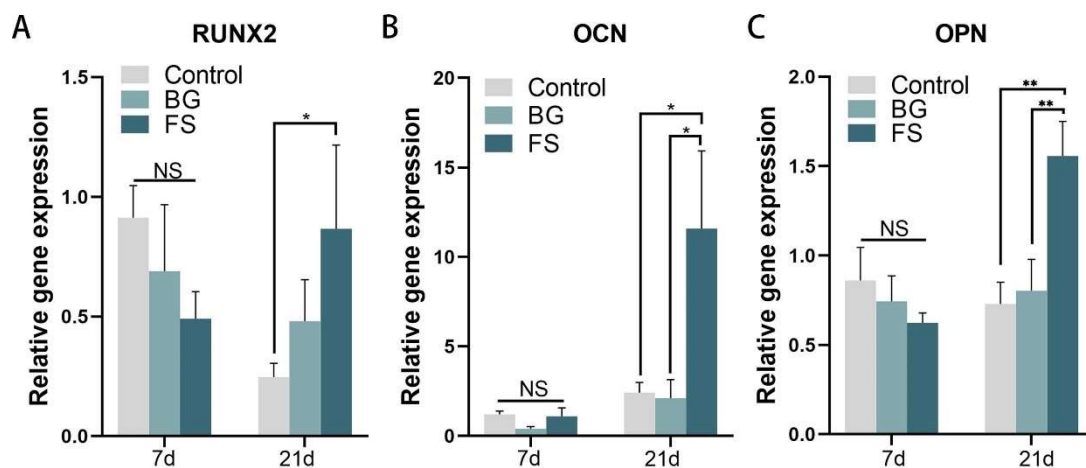 A
RUNX2
Control
BG
FS
Relative gene expression
1.5
1.0
0.5
0.0
NS
*
7d
21d
B
OCN
Control
BG
FS
Relative gene expression
20
15
10
5
0
NS
*
*
7d
21d
C
OPN
Control
BG
FS
Relative gene expression
2.0
1.5
1.0
0.5
0.0
NS
**
**
7d
21d